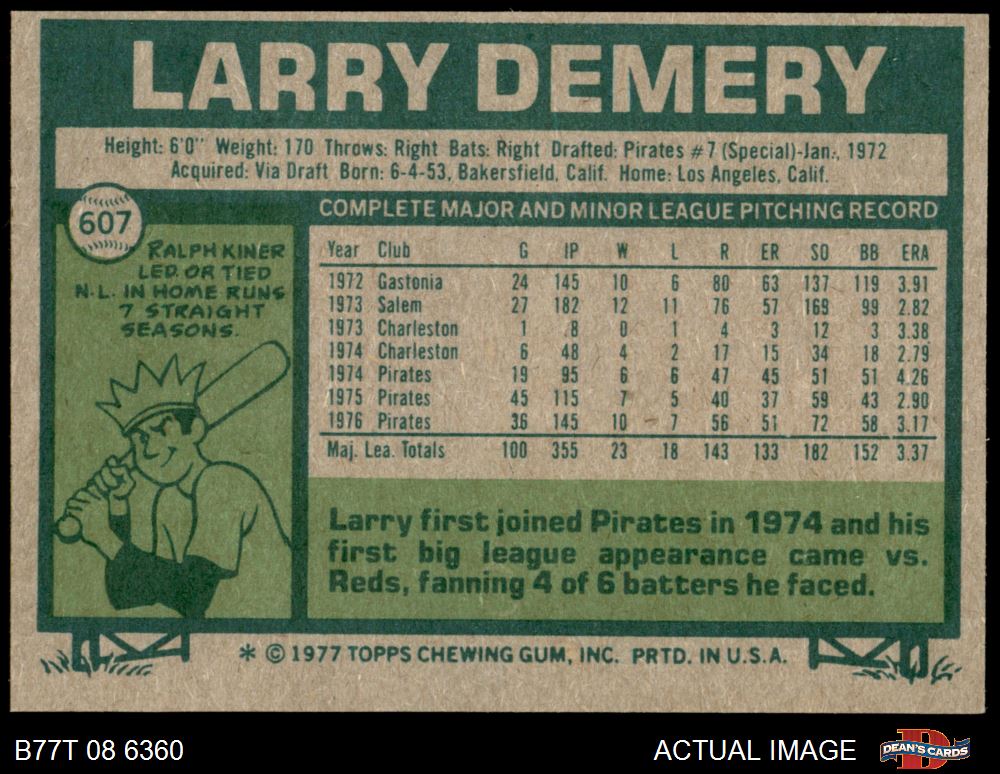 LARRY DEMERY
Height: 6'0" Weight: 170 Throws: Right Bats: Right Drafted: Pirates #7 (Special)-Jan., 1972
Acquired: Via Draft Born: 6-4-53, Bakersfield, Calif. Home: Los Angeles, Calif.
607
RALPH KINER
LED OR TIED
N.L. IN HOME RUNS
7 STRAIGHT
SEASONS.
COMPLETE MAJOR AND MINOR LEAGUE PITCHING RECORD
Year Club G IP W L R ER SO BB ERA
1972 Gastonia 24 145 10 6 80 63 137 119 3.91
1973 Salem 27 182 12 11 76 57 169 99 2.82
1973 Charleston 1 8 0 1 4 3 12 3 3.38
1974 Charleston 6 48 4 2 17 15 34 18 2.79
1974 Pirates 19 95 6 6 47 45 51 51 4.26
1975 Pirates 45 115 7 5 40 37 59 43 2.90
1976 Pirates 36 145 10 7 56 51 72 58 3.17
Maj. Lea. Totals 100 355 23 18 143 133 182 152 3.37
Larry first joined Pirates in 1974 and his
first big league appearance came vs.
Reds, fanning 4 of 6 batters he faced.
* © 1977 TOPPS CHEWING GUM, INC. PRTD. IN U.S.A.
B77T 08 6360
ACTUAL IMAGE
DEAN'S CARDS